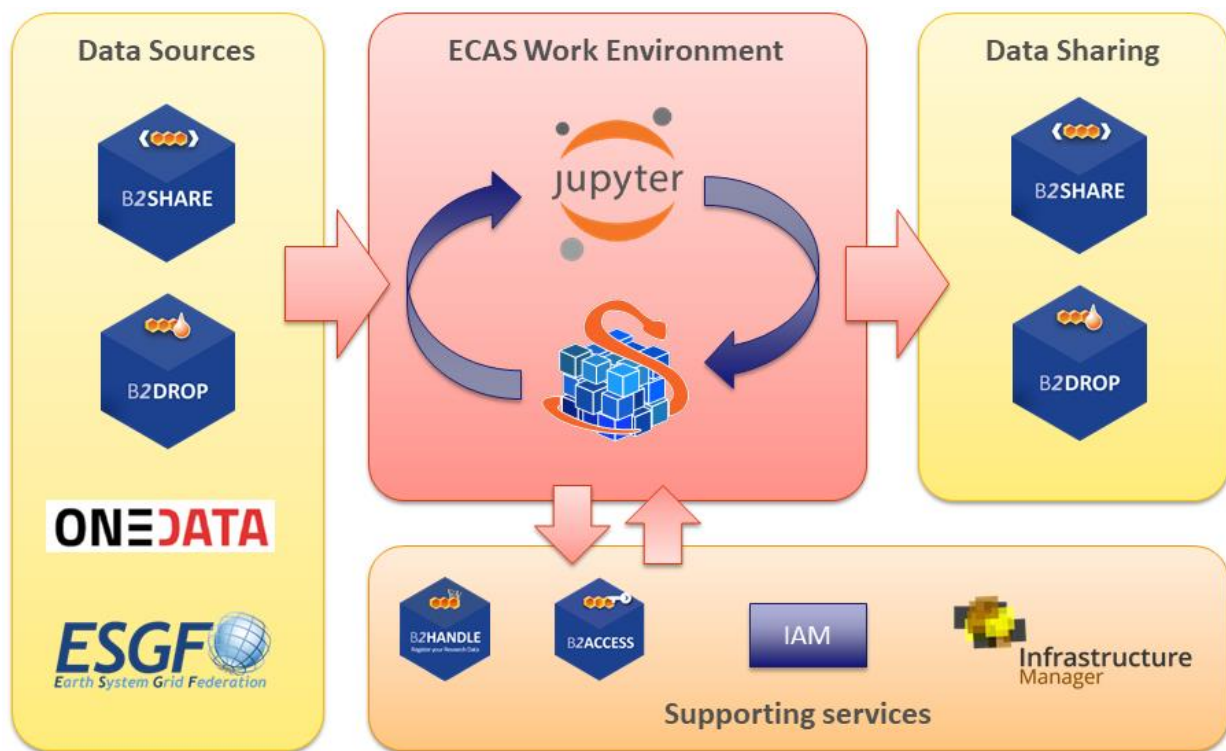 Data Sources
B2SHARE
B2DROP
ONEDATA
ESGF
Earth System Grid Federation
ECAS Work Environment
jupyter
Data Sharing
B2SHARE
B2DROP
B2HANDLE
Register your Research Data
B2ACCESS
IAM
Infrastructure
Manager
Supporting services